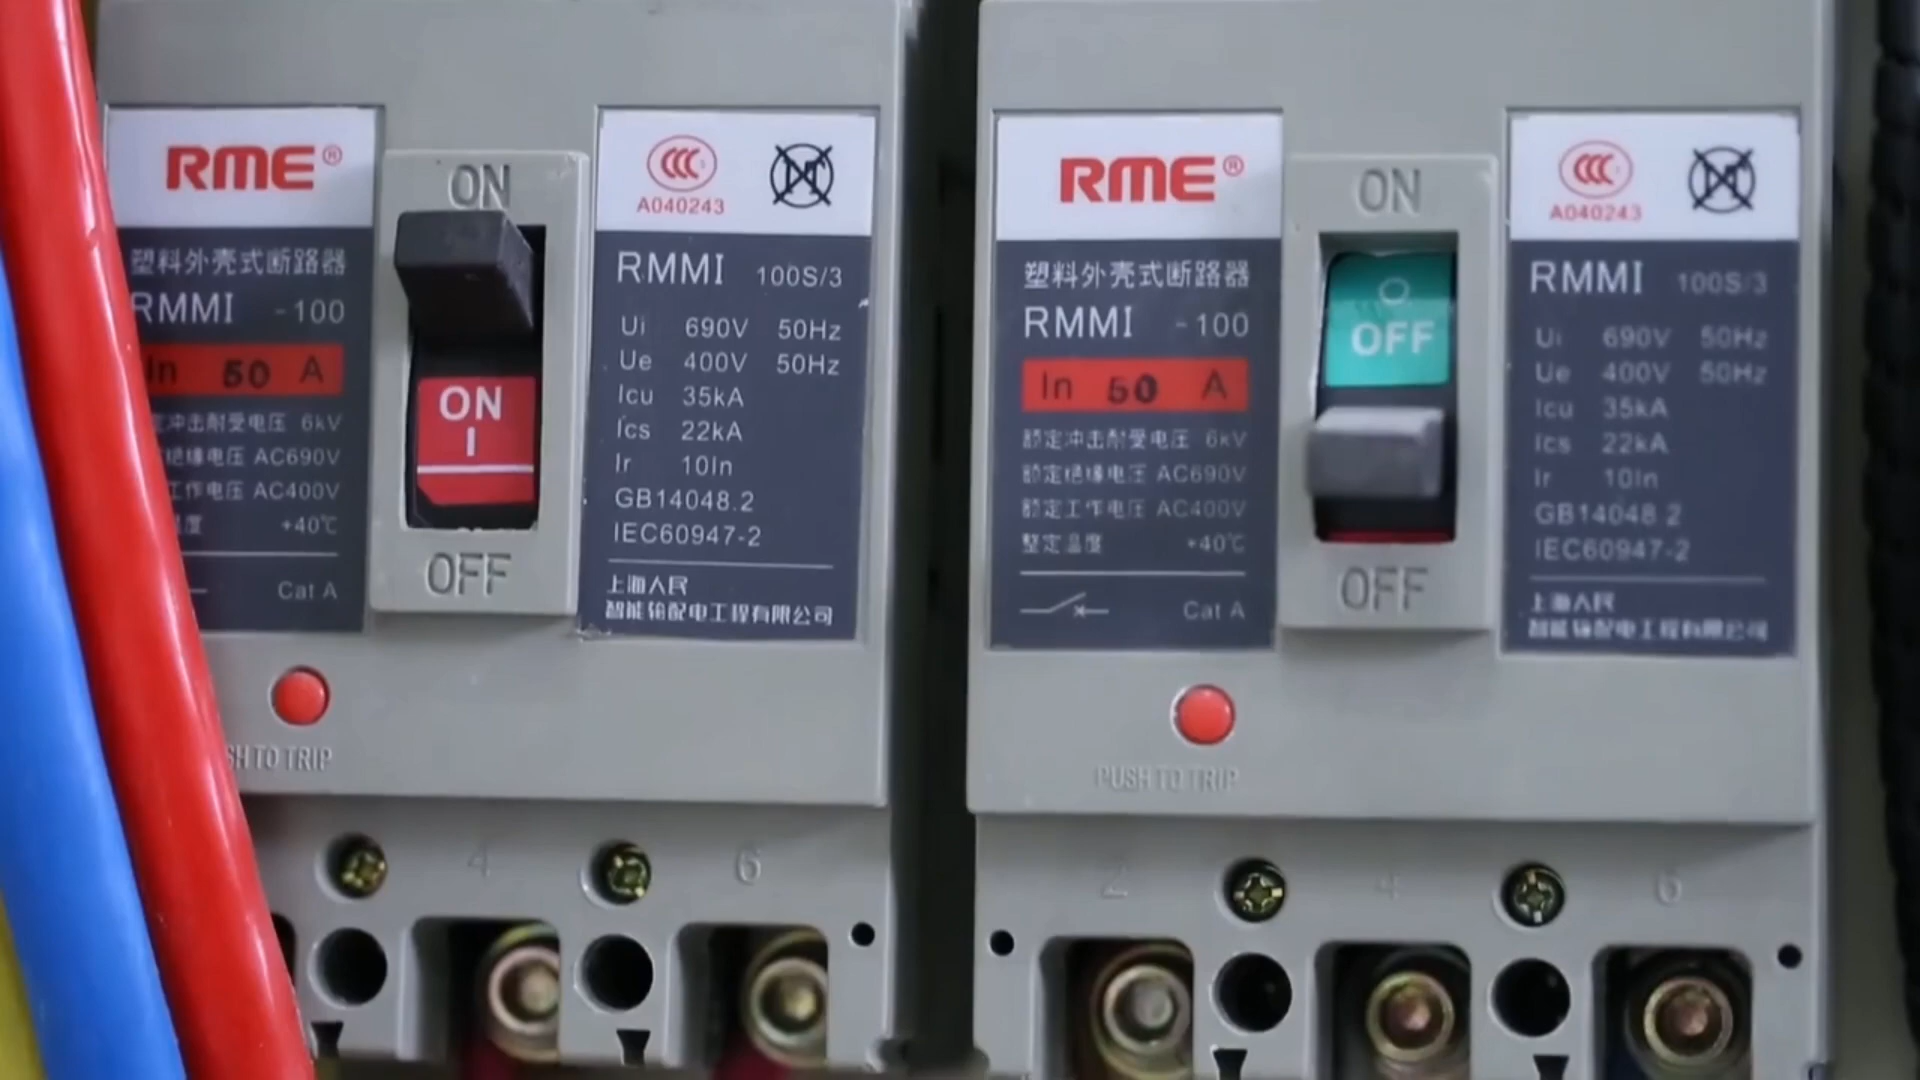 RME®
塑料外壳式断路器
RMMI -100
In 50 A
定冲击耐受电压 6kV
绝缘电压 AC690V
工作电压 AC400V
温度 +40℃
Cat A
ON
ON
I
OFF
CCC
A040243
RMMI 100S/3
Ui 690V 50Hz
Ue 400V 50Hz
Icu 35kA
Ics 22kA
Ir 10In
GB14048.2
IEC60947-2
上海人民
智能输配电工程有限公司
SH TO TRIP
4 6
RME®
塑料外壳式断路器
RMMI -100
In 50 A
额定冲击耐受电压 6kV
额定绝缘电压 AC690V
额定工作电压 AC400V
整定温度 +40℃
Cat A
ON
O
OFF
OFF
CCC
A040243
RMMI 100S/3
Ui 690V 50Hz
Ue 400V 50Hz
Icu 35kA
Ics 22kA
Ir 10In
GB14048.2
IEC60947-2
上海人民
智能输配电工程有限公司
PUSH TO TRIP
2 4 6